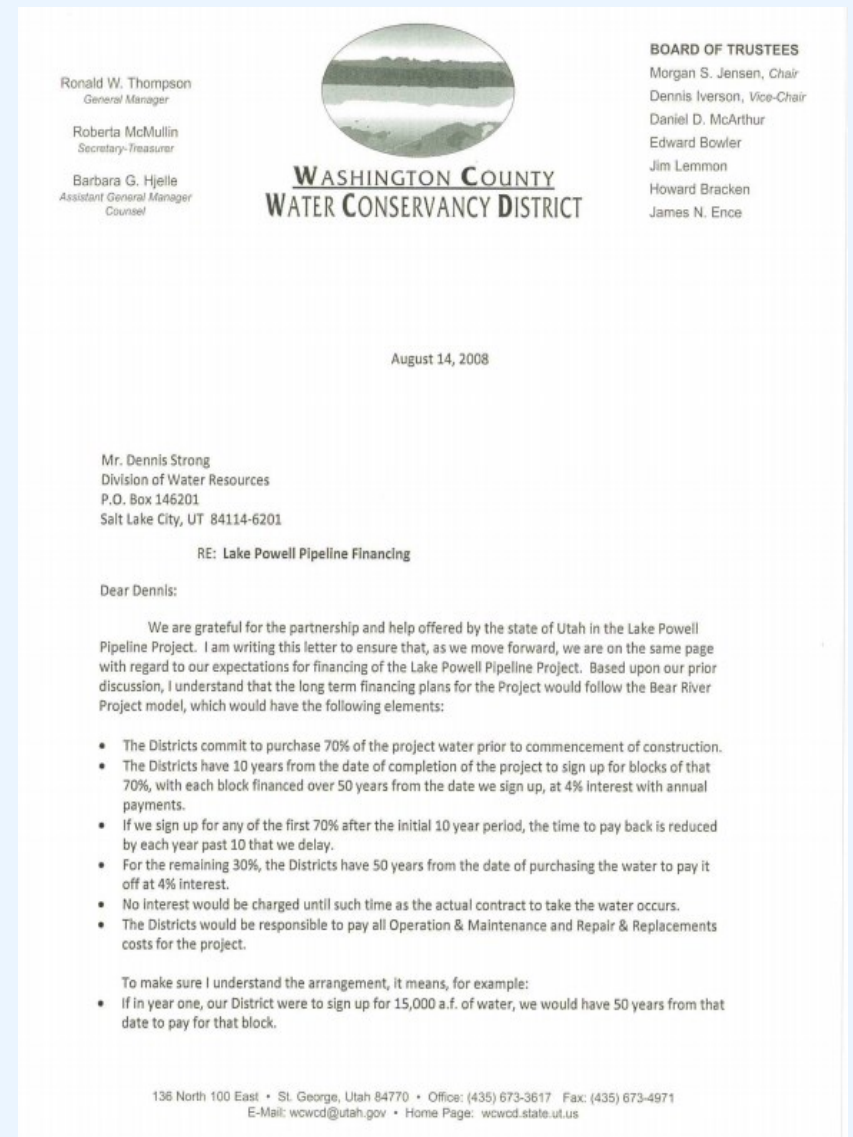 Ronald W. Thompson
General Manager
Roberta McMullin
Secretary-Treasurer
Barbara G. Hjelle
Assistant General Manager
Counsel
WASHINGTON COUNTY
WATER CONSERVANCY DISTRICT
BOARD OF TRUSTEES
Morgan S. Jensen, Chair
Dennis Iverson, Vice-Chair
Daniel D. McArthur
Edward Bowler
Jim Lemmon
Howard Bracken
James N. Ence
August 14, 2008
Mr. Dennis Strong
Division of Water Resources
P.O. Box 146201
Salt Lake City, UT 84114-6201
RE: Lake Powell Pipeline Financing
Dear Dennis:
We are grateful for the partnership and help offered by the state of Utah in the Lake Powell
Pipeline Project. I am writing this letter to ensure that, as we move forward, we are on the same page
with regard to our expectations for financing of the Lake Powell Pipeline Project. Based upon our prior
discussion, I understand that the long term financing plans for the Project would follow the Bear River
Project model, which would have the following elements:
• The Districts commit to purchase 70% of the project water prior to commencement of construction.
• The Districts have 10 years from the date of completion of the project to sign up for blocks of that
70%, with each block financed over 50 years from the date we sign up, at 4% interest with annual
payments.
• If we sign up for any of the first 70% after the initial 10 year period, the time to pay back is reduced
by each year past 10 that we delay.
• For the remaining 30%, the Districts have 50 years from the date of purchasing the water to pay it
off at 4% interest.
• No interest would be charged until such time as the actual contract to take the water occurs.
• The Districts would be responsible to pay all Operation & Maintenance and Repair & Replacements
costs for the project.
To make sure I understand the arrangement, it means, for example:
• If in year one, our District were to sign up for 15,000 a.f. of water, we would have 50 years from that
date to pay for that block.
136 North 100 East • St. George, Utah 84770 • Office: (435) 673-3617 Fax: (435) 673-4971
E-Mail: wcwcd@utah.gov • Home Page: wcwcd.state.ut.us